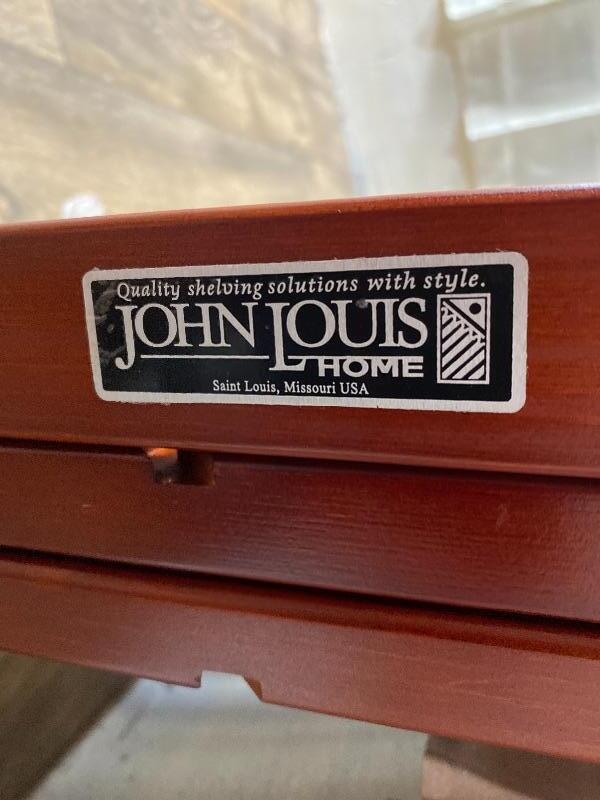 Quality shelving solutions with style.
JOHN LOUIS
HOME
Saint Louis, Missouri USA